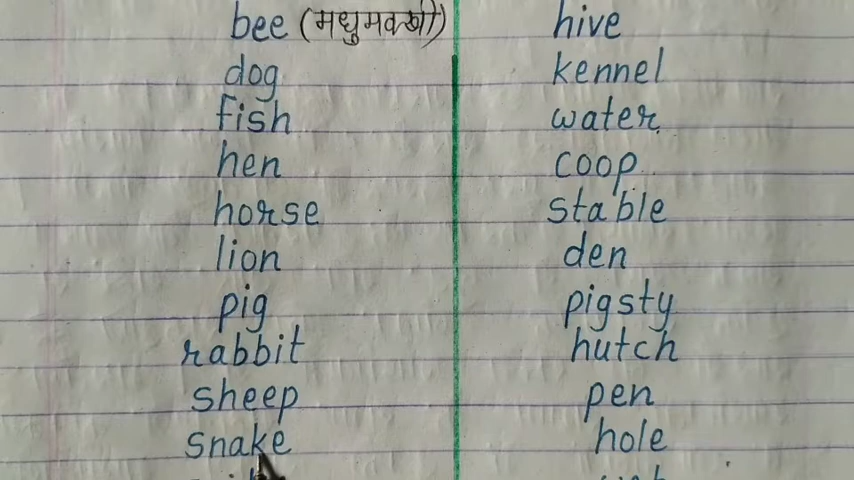 bee (मधुमक्खी) hive
dog kennel
fish water
hen coop
horse stable
lion den
pig pigsty
rabbit hutch
sheep pen
snake hole